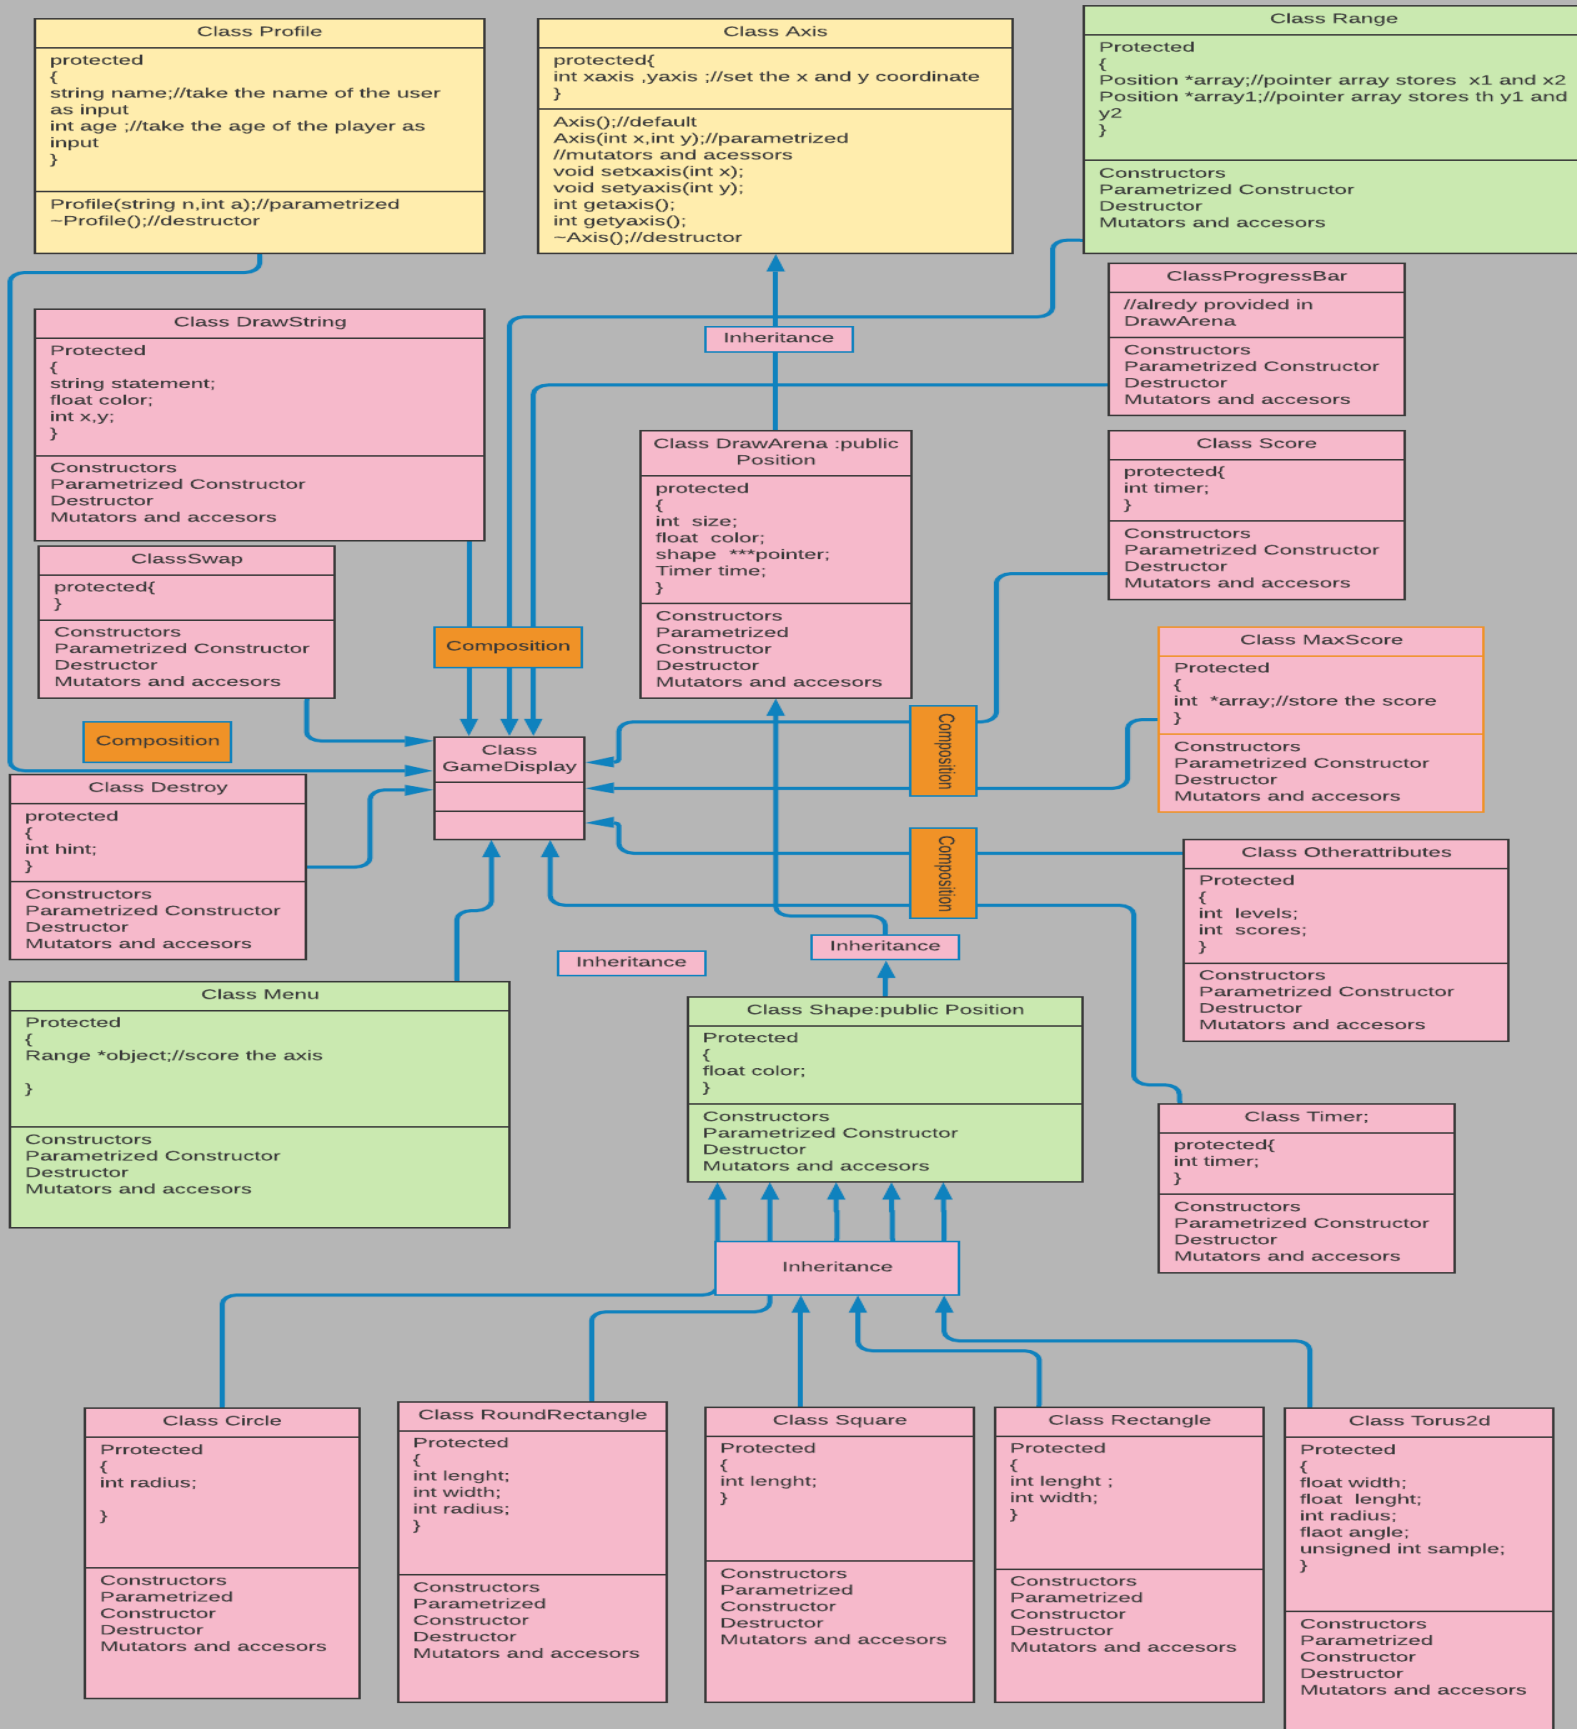 Class Profile
protected
{
string name;//take the name of the user
as input
int age ;//take the age of the player as
input
}
Profile(string n,int a);//parametrized
~Profile();//destructor
Class Axis
protected{
int xaxis ,yaxis ;//set the x and y coordinate
}
Axis();//default
Axis(int x,int y);//parametrized
//mutators and acessors
void setxaxis(int x);
void setyaxis(int y);
int getaxis();
int getyaxis();
~Axis();//destructor
Class Range
Protected
{
Position *array;//pointer array stores  x1 and x2
Position *array1;//pointer array stores th y1 and
y2
}
Constructors
Parametrized Constructor
Destructor
Mutators and accesors
ClassProgressBar
//alredy provided in
DrawArena
Constructors
Parametrized Constructor
Destructor
Mutators and accesors
Class DrawString
Protected
{
string statement;
float color;
int x,y;
}
Constructors
Parametrized Constructor
Destructor
Mutators and accesors
Inheritance
Class DrawArena :public
Position
protected
{
int  size;
float  color;
shape  ***pointer;
Timer time;
}
Constructors
Parametrized
Constructor
Destructor
Mutators and accesors
Class Score
protected{
int timer;
}
Constructors
Parametrized Constructor
Destructor
Mutators and accesors
ClassSwap
protected{
}
Constructors
Parametrized Constructor
Destructor
Mutators and accesors
Composition
Class MaxScore
Protected
{
int  *array;//store the score
}
Constructors
Parametrized Constructor
Destructor
Mutators and accesors
Composition
Composition
Class
GameDisplay
Class Destroy
protected
{
int hint;
}
Constructors
Parametrized Constructor
Destructor
Mutators and accesors
Composition
Class Otherattributes
Protected
{
int  levels;
int  scores;
}
Constructors
Parametrized Constructor
Destructor
Mutators and accesors
Inheritance
Inheritance
Class Menu
Protected
{
Range *object;//score the axis
}
Constructors
Parametrized Constructor
Destructor
Mutators and accesors
Class Shape:public Position
Protected
{
float color;
}
Constructors
Parametrized Constructor
Destructor
Mutators and accesors
Class Timer;
protected{
int timer;
}
Constructors
Parametrized Constructor
Destructor
Mutators and accesors
Inheritance
Class Circle
Prrotected
{
int radius;
}
Constructors
Parametrized
Constructor
Destructor
Mutators and accesors
Class RoundRectangle
Protected
{
int lenght;
int width;
int radius;
}
Constructors
Parametrized
Constructor
Destructor
Mutators and accesors
Class Square
Protected
{
int lenght;
}
Constructors
Parametrized
Constructor
Destructor
Mutators and accesors
Class Rectangle
Protected
{
int lenght ;
int width;
}
Constructors
Parametrized
Constructor
Destructor
Mutators and accesors
Class Torus2d
Protected
{
float width;
float  lenght;
int radius;
flaot angle;
unsigned int sample;
}
Constructors
Parametrized
Constructor
Destructor
Mutators and accesors